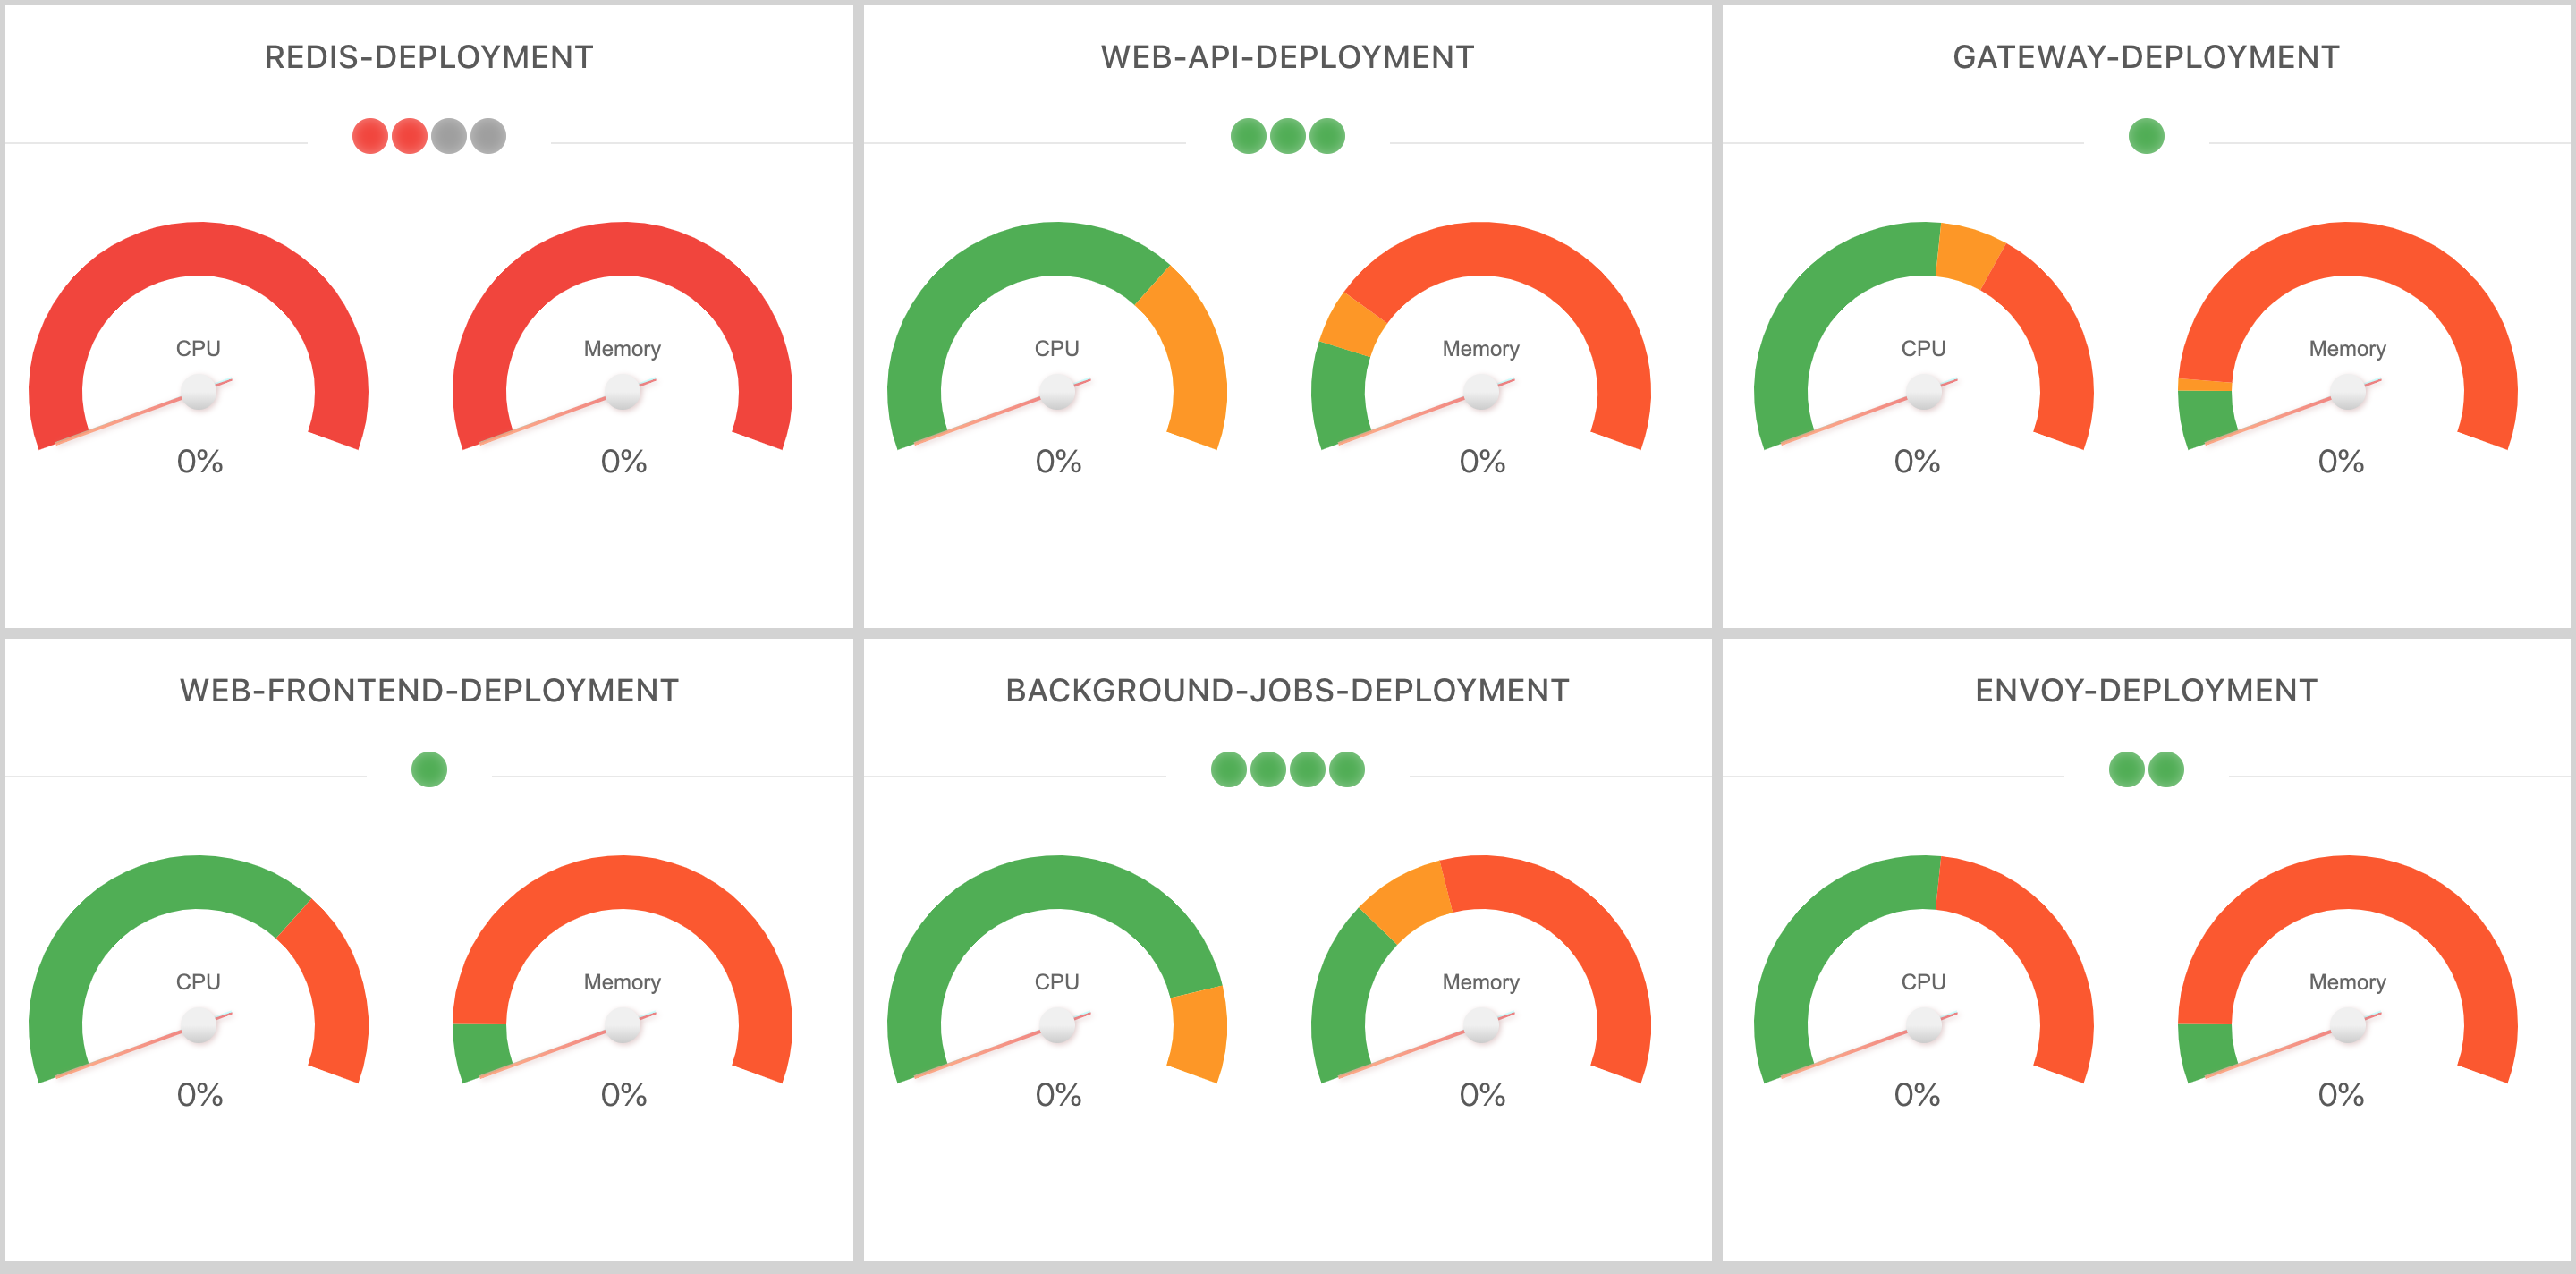 REDIS-DEPLOYMENT
CPU
0%
Memory
0%
WEB-API-DEPLOYMENT
CPU
0%
Memory
0%
GATEWAY-DEPLOYMENT
CPU
0%
Memory
0%
WEB-FRONTEND-DEPLOYMENT
CPU
0%
Memory
0%
BACKGROUND-JOBS-DEPLOYMENT
CPU
0%
Memory
0%
ENVOY-DEPLOYMENT
CPU
0%
Memory
0%